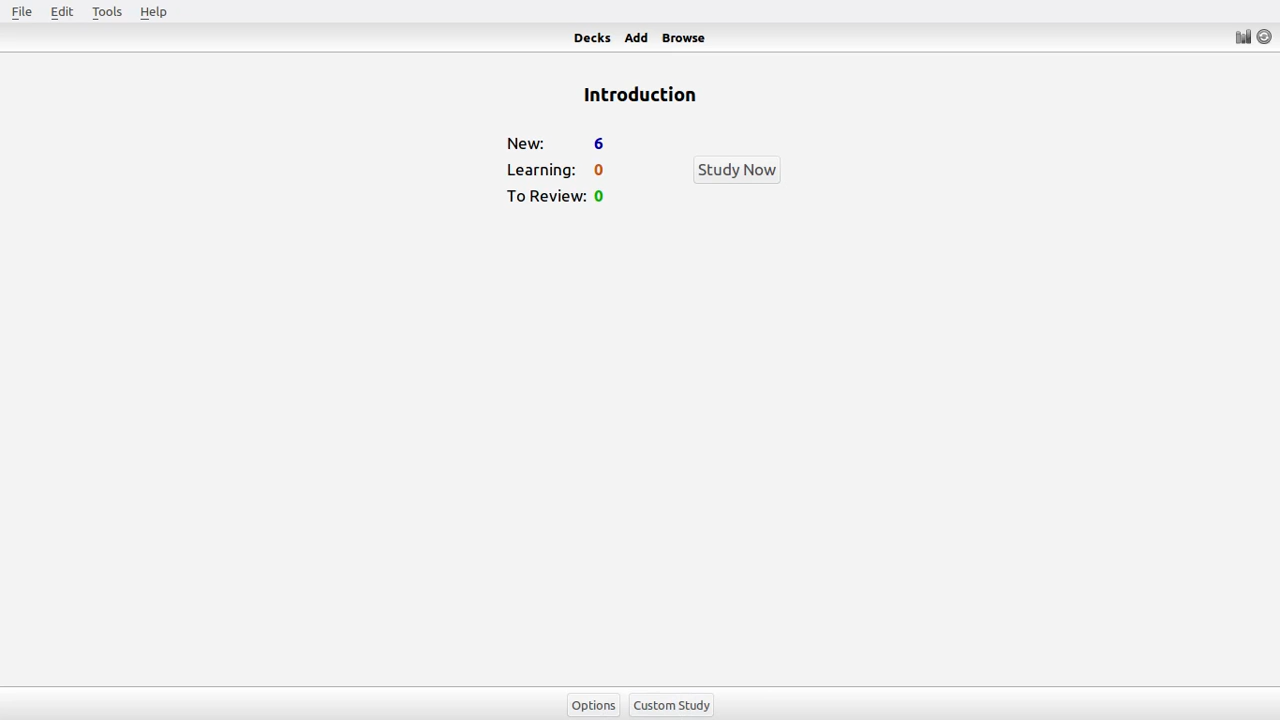 File Edit Tools Help
Decks Add Browse
Introduction
New: 6
Learning: 0
Study Now
To Review: 0
Options Custom Study